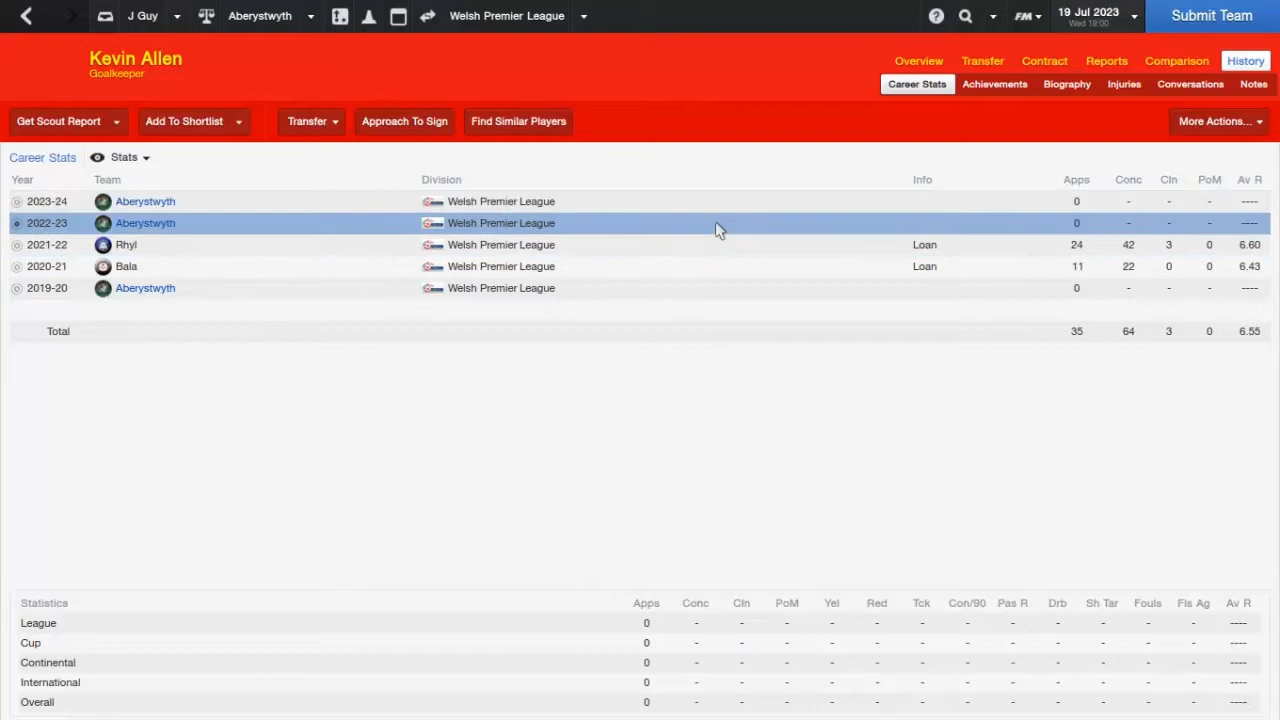 J Guy Aberystwyth Welsh Premier League ? FM 19 Jul 2023 Submit Team
Wed 19:00
Kevin Allen
Goalkeeper
Overview Transfer Contract Reports Comparison History
Career Stats Achievements Biography Injuries Conversations Notes
Get Scout Report Add To Shortlist Transfer Approach To Sign Find Similar Players More Actions...
Career Stats Stats
Year Team Division Info Apps Conc Cln PoM Av R
2023-24 Aberystwyth Welsh Premier League 0 - - - ----
2022-23 Aberystwyth Welsh Premier League 0 - - - ----
2021-22 Rhyl Welsh Premier League Loan 24 42 3 0 6.60
2020-21 Bala Welsh Premier League Loan 11 22 0 0 6.43
2019-20 Aberystwyth Welsh Premier League 0 - - - ----
Total 35 64 3 0 6.55
Statistics Apps Conc Cln PoM Yel Red Tck Con/90 Pas R Drb Sh Tar Fouls Fls Ag Av R
League 0 - - - - - - - - - - - - ----
Cup 0 - - - - - - - - - - - - ----
Continental 0 - - - - - - - - - - - - ----
International 0 - - - - - - - - - - - - ----
Overall 0 - - - - - - - - - - - - ----